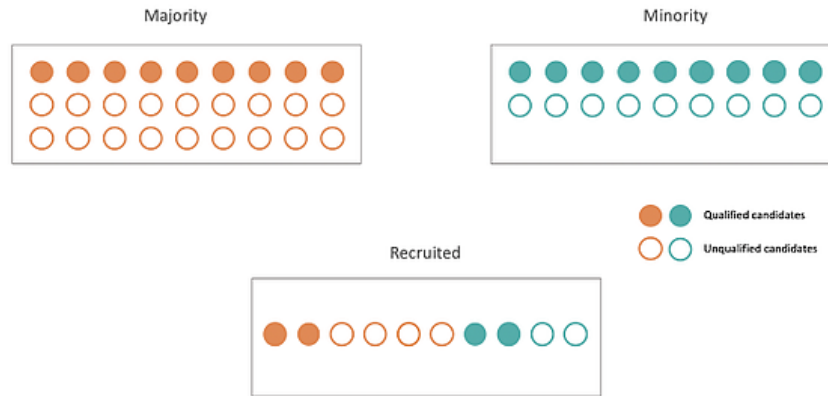 Majority
Minority
Qualified candidates
Unqualified candidates
Recruited